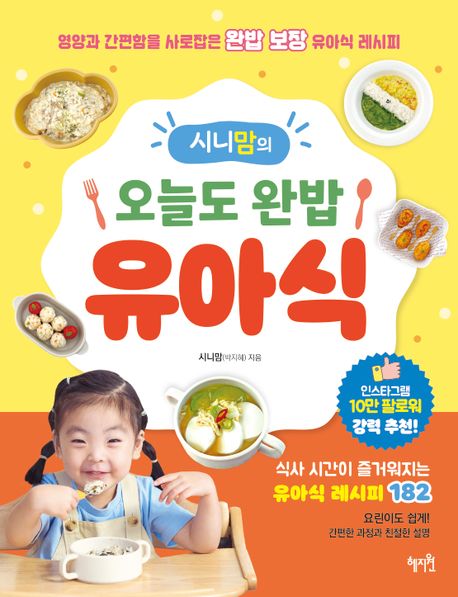 영양과 간편함을 사로잡은 완밥 보장 유아식 레시피
시니맘의
오늘도 완밥
유아식
시니맘(박지혜) 지음
인스타그램
10만 팔로워
강력 추천!
식사 시간이 즐거워지는
유아식 레시피 182
요린이도 쉽게!
간편한 과정과 친절한 설명
혜지원